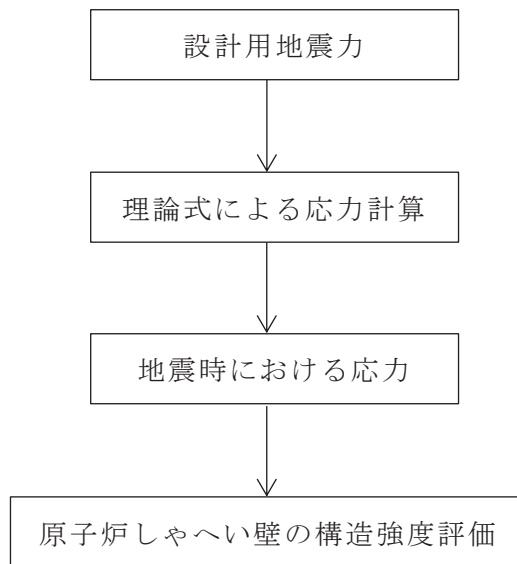 設計用地震力
理論式による応力計算
地震時における応力
原子炉しゃへい壁の構造強度評価